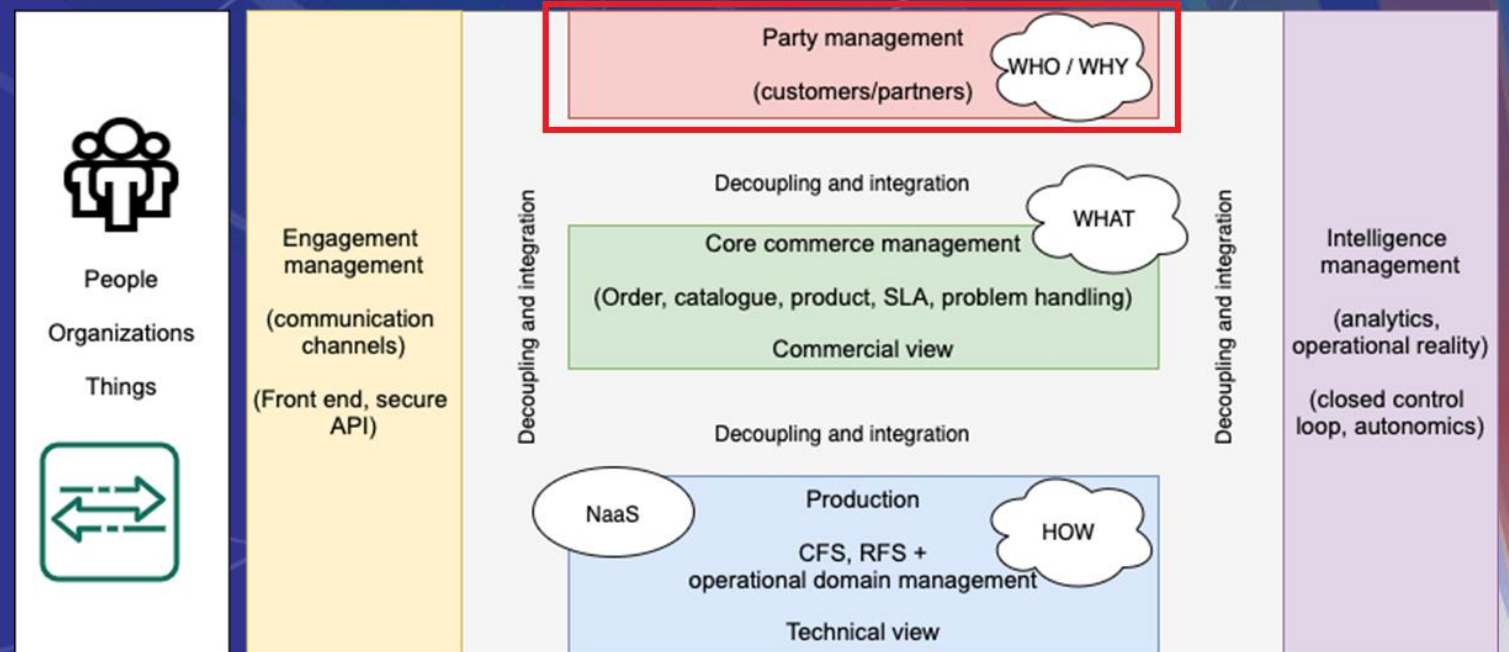 People
Organizations
Things
Engagement
management
(communication
channels)
(Front end, secure
API)
Decoupling and integration
Party management
(customers/partners)
WHO / WHY
Decoupling and integration
WHAT
Core commerce management
(Order, catalogue, product, SLA, problem handling)
Commercial view
Decoupling and integration
NaaS
Production
HOW
CFS, RFS +
operational domain management
Technical view
Decoupling and integration
Intelligence
management
(analytics,
operational reality)
(closed control
loop, autonomics)